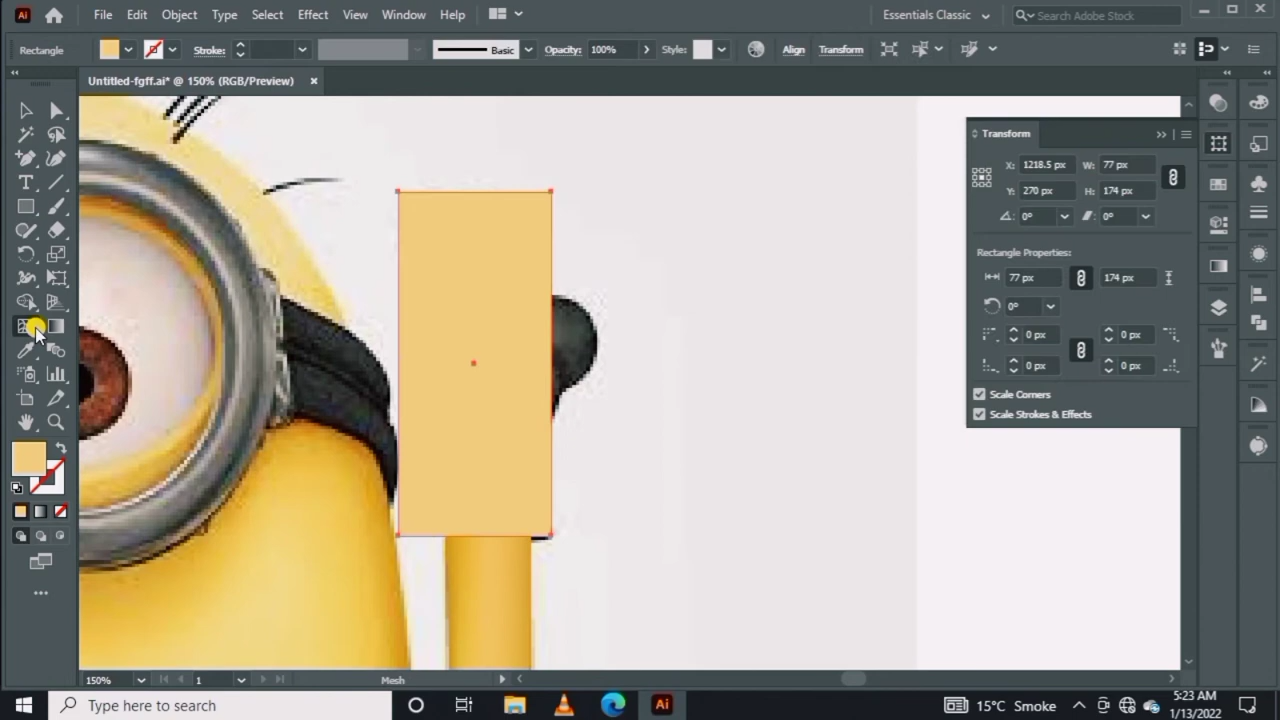 Ai File Edit Object Type Select Effect View Window Help Essentials Classic Search Adobe Stock
Rectangle Stroke: Basic Opacity: 100% Style: Align Transform
Untitled-fgff.ai* @ 150% (RGB/Preview)
Transform
X: 1218.5 px W: 77 px
Y: 270 px H: 174 px
0° 0°
Rectangle Properties:
77 px 174 px
0°
0 px 0 px
0 px 0 px
Scale Corners
Scale Strokes & Effects
150% 1 Mesh
Type here to search Ai 15°C Smoke 5:23 AM
1/13/2022